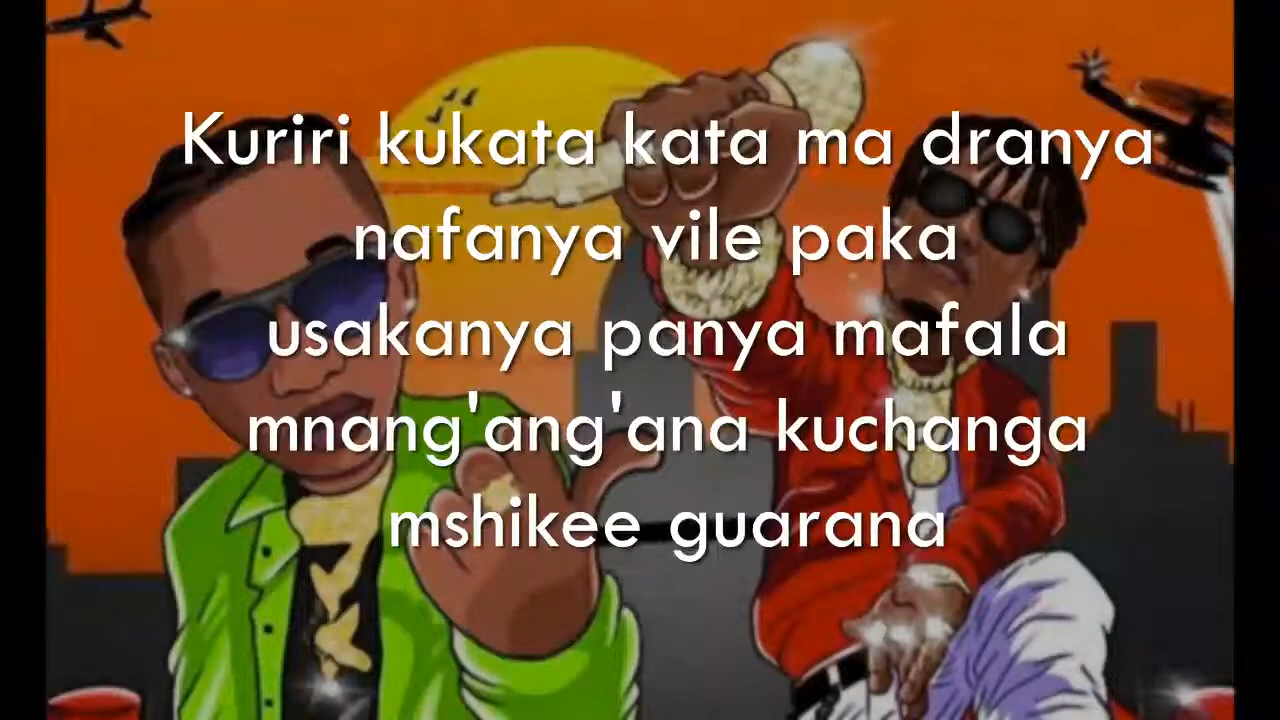 Kuriri kukata kata ma dranya
nafanya vile paka
usakanya panya mafala
mnang'ang'ana kuchanga
mshikee guarana